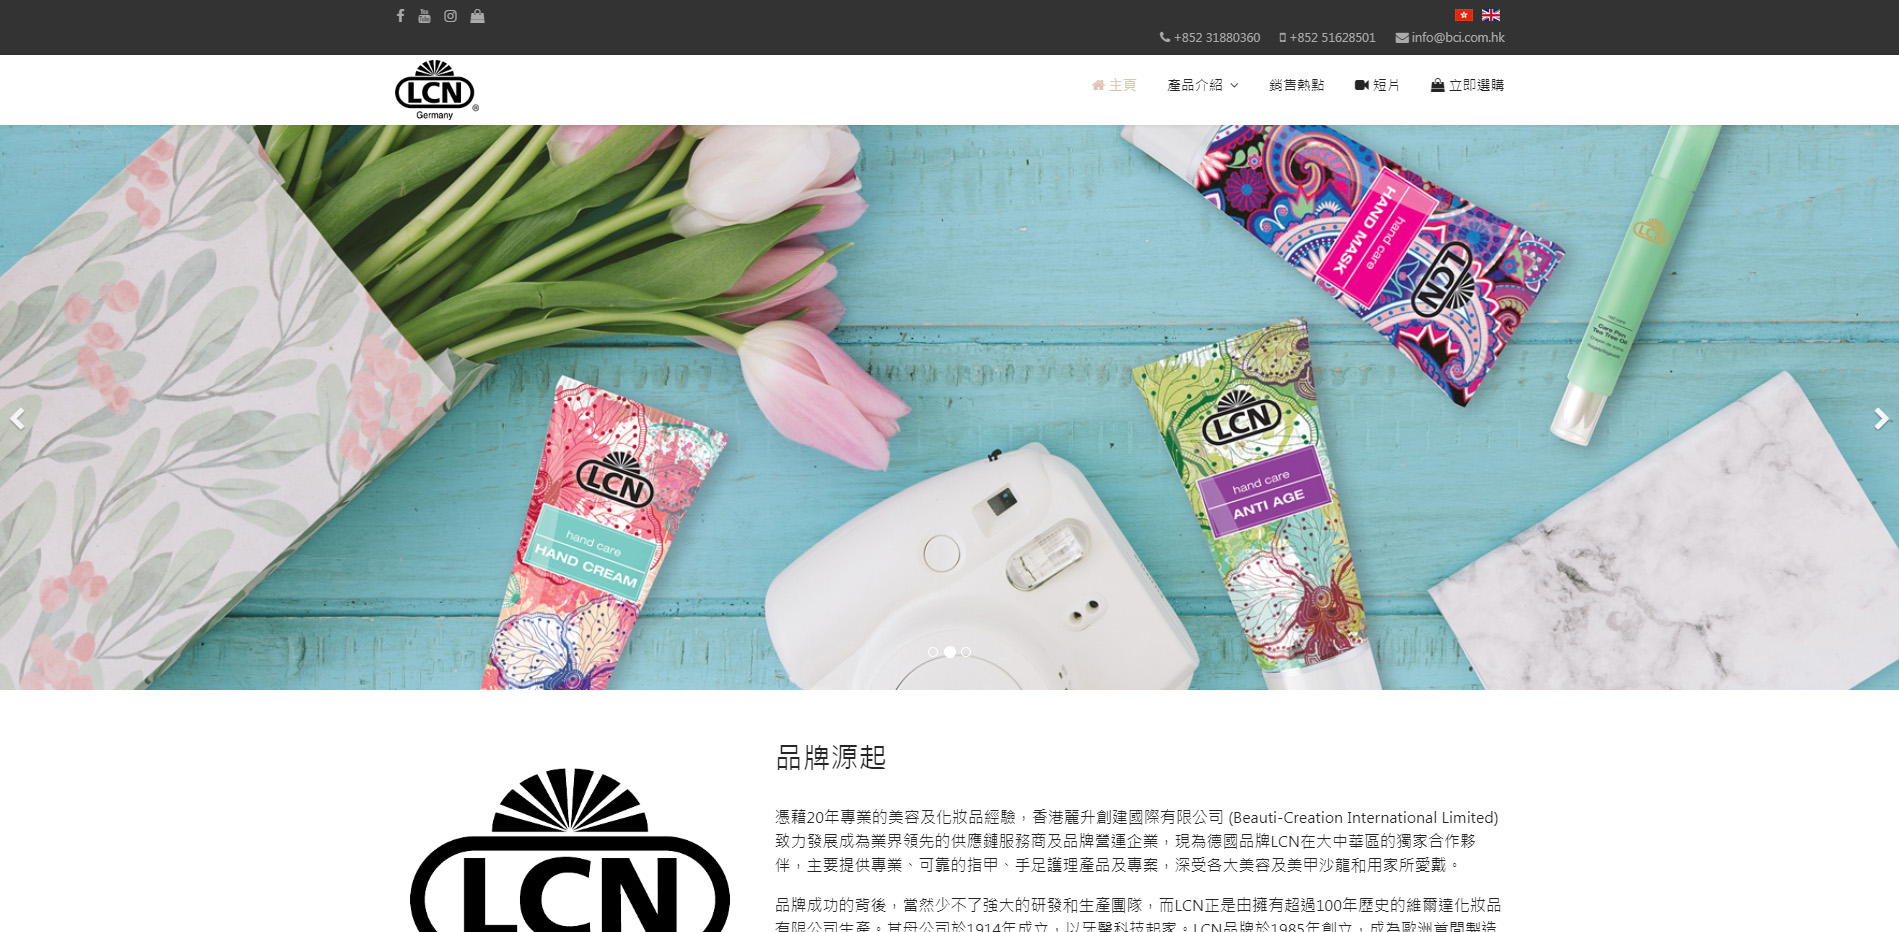 +852 31880360 +852 51628501 info@bci.com.hk
LCN
Germany
主頁 產品介紹 銷售熱點 短片 立即選購
hand care
HAND MASK
LCN
LCN
net care
Care Pen
Tea Tree Oil
LCN
hand care
ANTI AGE
LCN
hand care
HAND CREAM
品牌源起
LCN
憑藉20年專業的美容及化妝品經驗，香港麗升創建國際有限公司 (Beauti-Creation International Limited)
致力發展成為業界領先的供應鏈服務商及品牌營運企業，現為德國品牌LCN在大中華區的獨家合作夥
伴，主要提供專業、可靠的指甲、手足護理產品及專案，深受各大美容及美甲沙龍和用家所愛戴。
品牌成功的背後，當然少不了強大的研發和生產團隊，而LCN正是由擁有超過100年歷史的維爾達化妝品
有限公司生產。其母公司於1914年成立，以牙醫科技起家。LCN品牌於1985年創立，成為歐洲首間製造